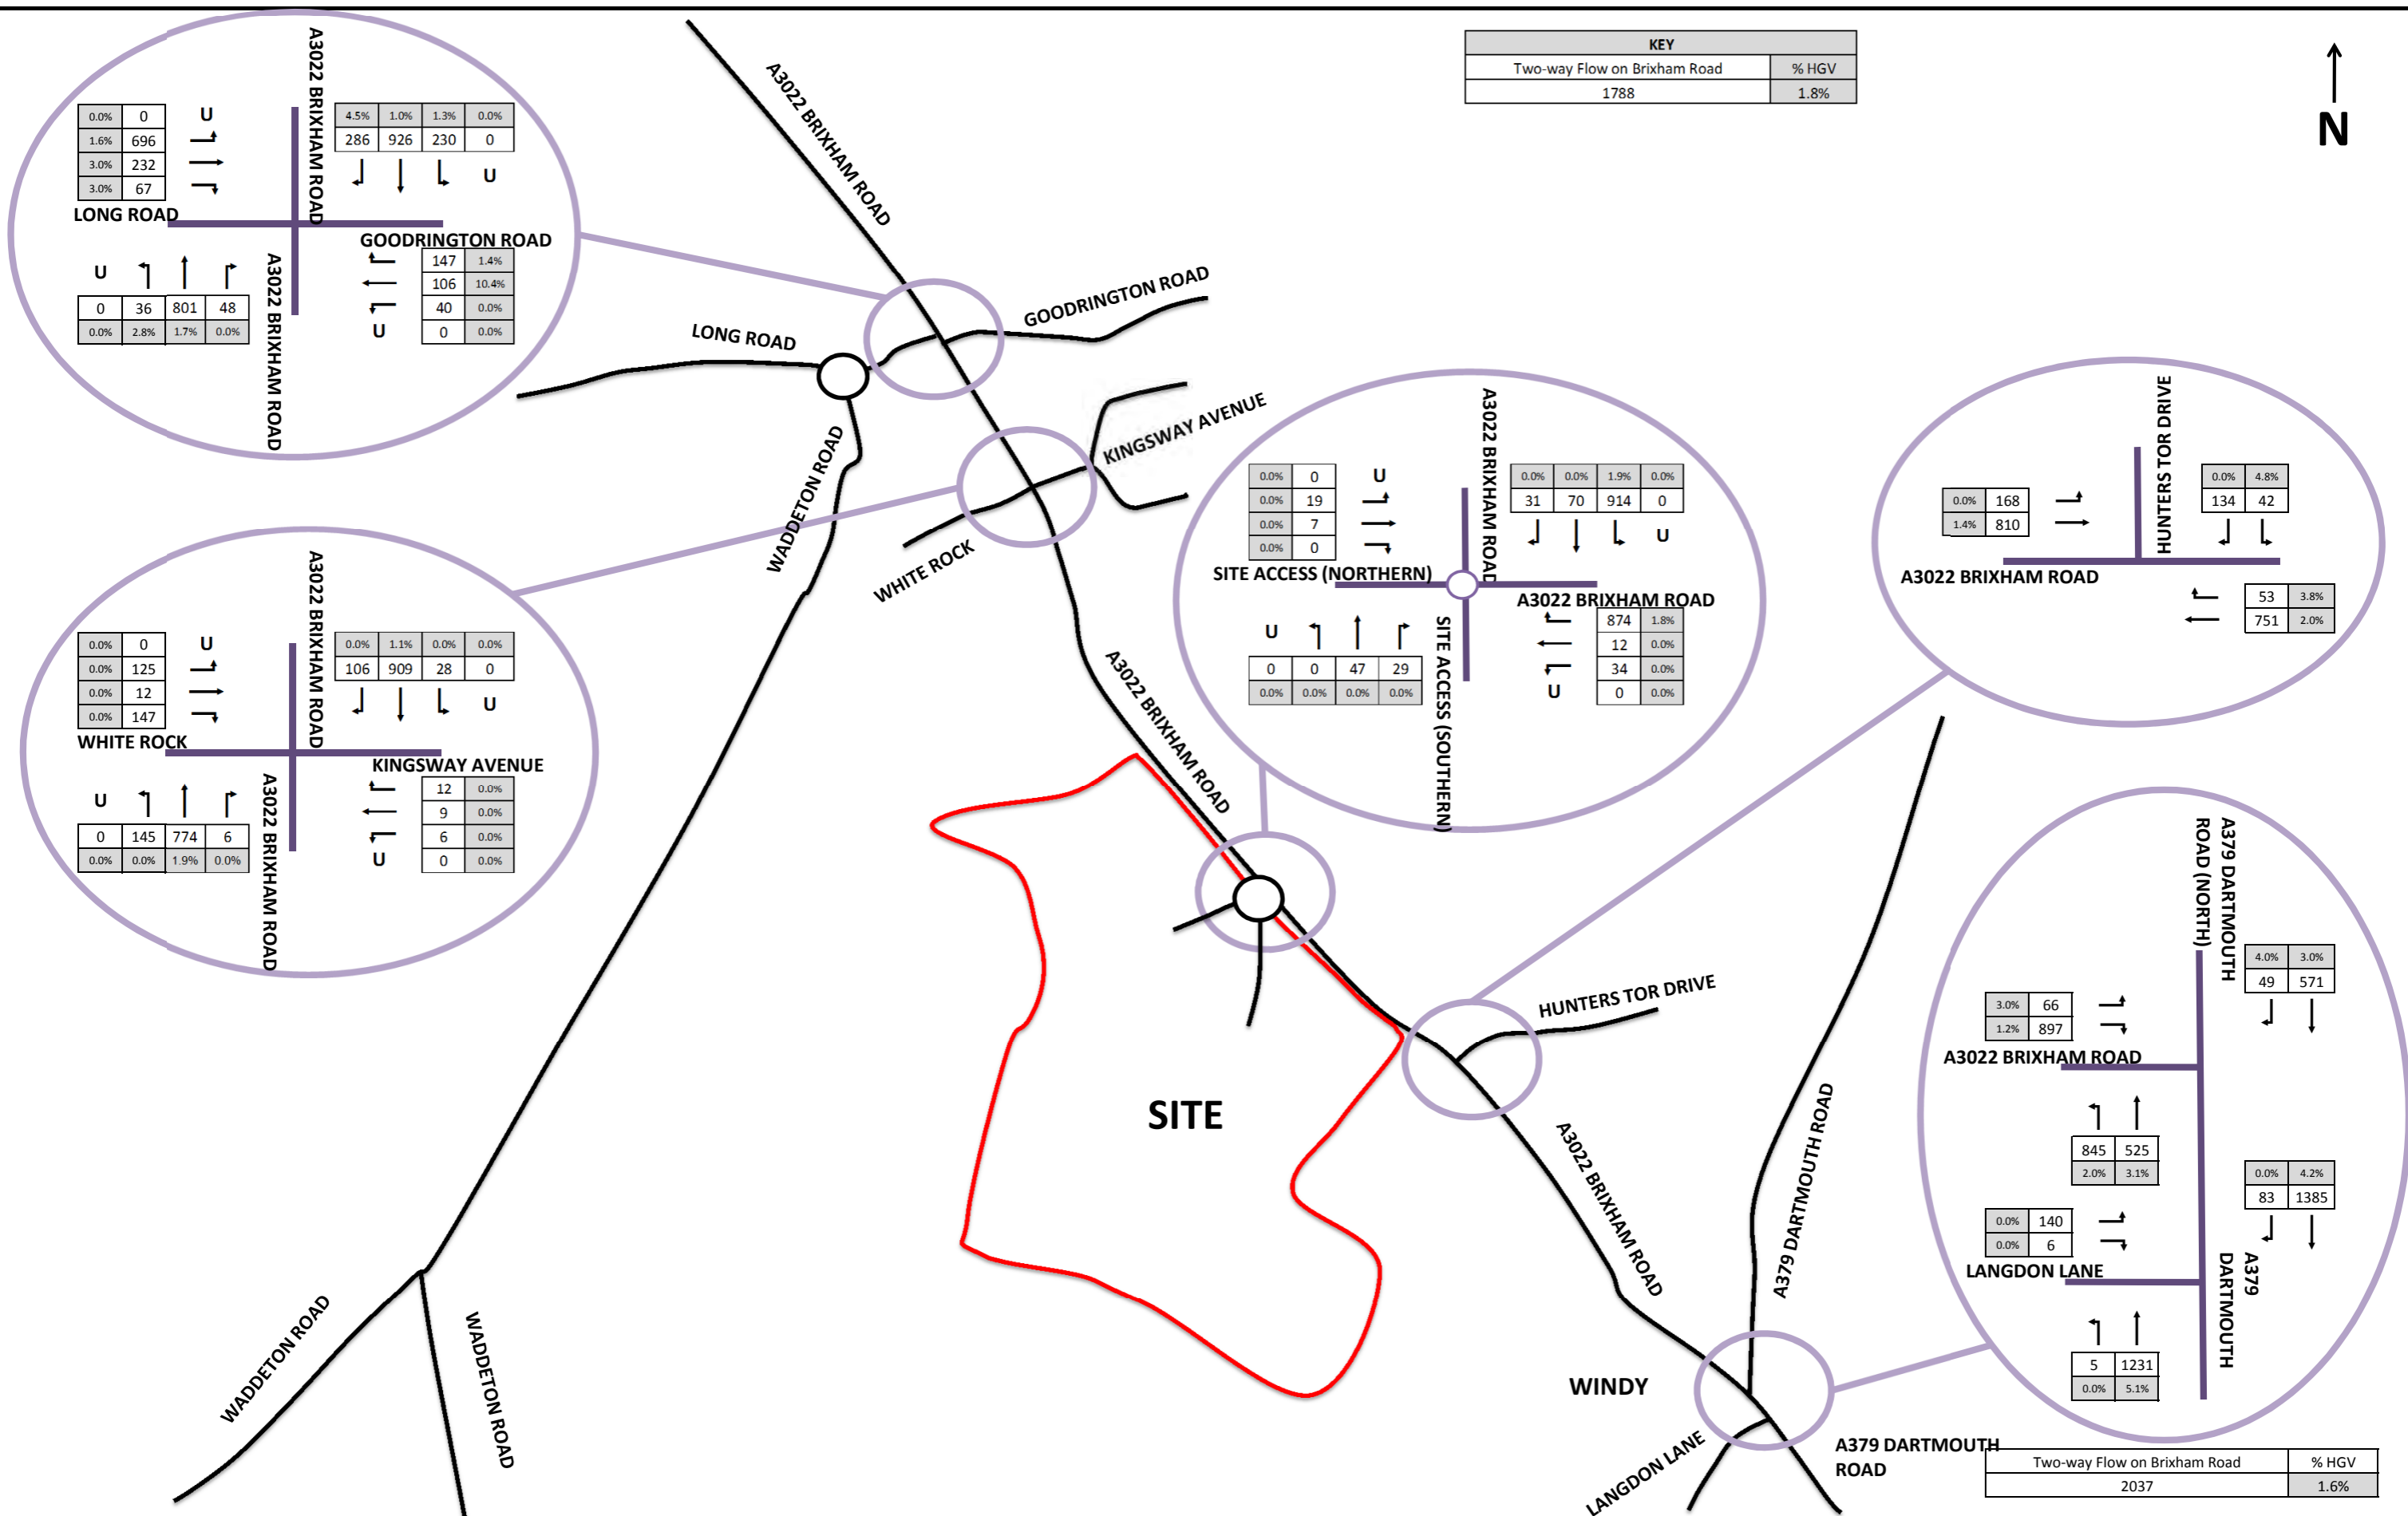 KEY
Two-way Flow on Brixham Road % HGV
1788 1.8%
N
A3022 BRIXHAM ROAD
0.0% 0 U
1.6% 696
3.0% 232
3.0% 67
LONG ROAD
4.5% 1.0% 1.3% 0.0%
286 926 230 0
U
GOODRINGTON ROAD
147 1.4%
106 10.4%
40 0.0%
U 0 0.0%
U
0 36 801 48
0.0% 2.8% 1.7% 0.0%
A3022 BRIXHAM ROAD
A3022 BRIXHAM ROAD
GOODRINGTON ROAD
LONG ROAD
KINGSWAY AVENUE
WADDETON ROAD
WHITE ROCK
A3022 BRIXHAM ROAD
0.0% 0 U
0.0% 125
0.0% 12
0.0% 147
WHITE ROCK
0.0% 1.1% 0.0% 0.0%
106 909 28 0
U
KINGSWAY AVENUE
12 0.0%
9 0.0%
6 0.0%
U 0 0.0%
U
0 145 774 6
0.0% 0.0% 1.9% 0.0%
A3022 BRIXHAM ROAD
A3022 BRIXHAM ROAD
0.0% 0 U
0.0% 19
0.0% 7
0.0% 0
SITE ACCESS (NORTHERN)
0.0% 0.0% 1.9% 0.0%
31 70 914 0
U
A3022 BRIXHAM ROAD
874 1.8%
12 0.0%
34 0.0%
U 0 0.0%
U
0 0 47 29
0.0% 0.0% 0.0% 0.0%
SITE ACCESS (SOUTHERN)
A3022 BRIXHAM ROAD
HUNTERS TOR DRIVE
0.0% 168
1.4% 810
0.0% 4.8%
134 42
A3022 BRIXHAM ROAD
53 3.8%
751 2.0%
HUNTERS TOR DRIVE
SITE
A3022 BRIXHAM ROAD
A379 DARTMOUTH ROAD
A379 DARTMOUTH
ROAD (NORTH)
4.0% 3.0%
49 571
3.0% 66
1.2% 897
A3022 BRIXHAM ROAD
845 525
2.0% 3.1%
0.0% 4.2%
83 1385
0.0% 140
0.0% 6
LANGDON LANE
A379
DARTMOUTH
5 1231
0.0% 5.1%
WADDETON ROAD
WADDETON ROAD
WINDY
LANGDON LANE
A379 DARTMOUTH
ROAD
Two-way Flow on Brixham Road % HGV
2037 1.6%